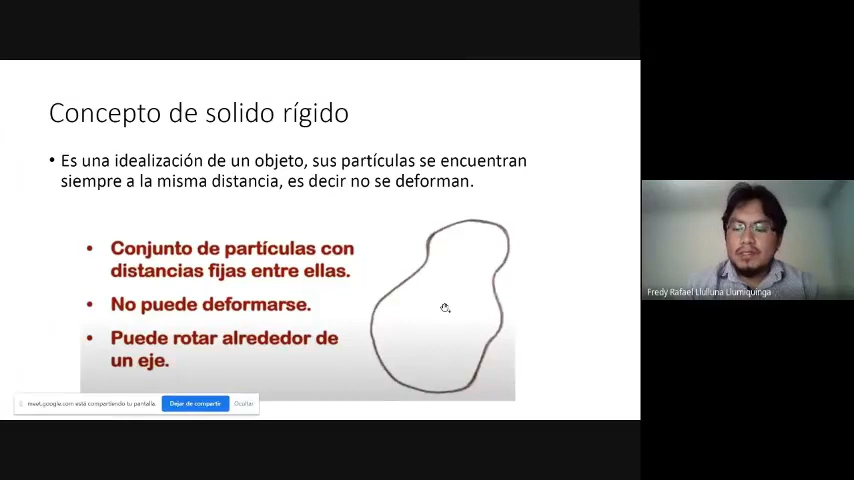 Concepto de solido rígido
• Es una idealización de un objeto, sus partículas se encuentran
siempre a la misma distancia, es decir no se deforman.
• Conjunto de partículas con
distancias fijas entre ellas.
• No puede deformarse.
• Puede rotar alrededor de
un eje.
meet.google.com está compartiendo tu pantalla.
Dejar de compartir
Ocultar
Fredy Rafael Llulluna Llumiquinga